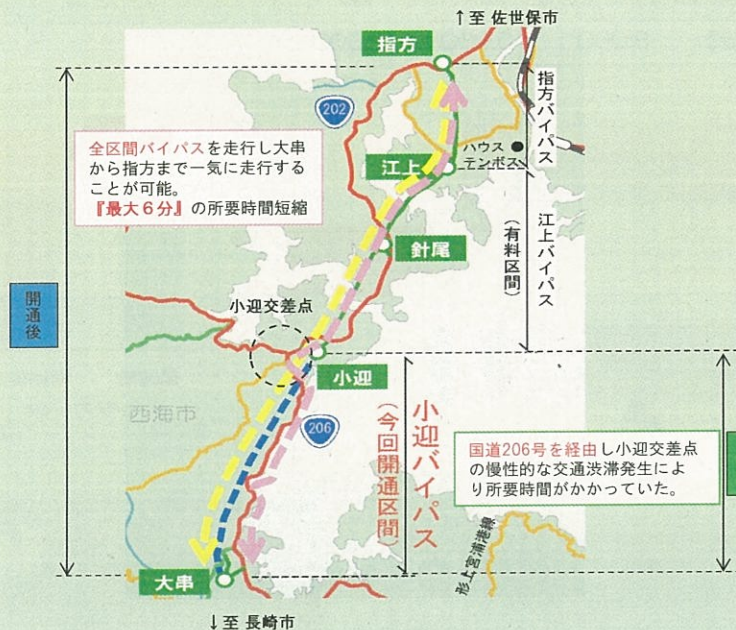 ↑至 佐世保市
指方
202
指方バイパス
全区間バイパスを走行し大串
から指方まで一気に走行する
ことが可能。
『最大6分』の所要時間短縮
ハウス
テンボス
江上
江上バイパス
（有料区間）
針尾
開通後
小迎交差点
小迎
西海市
206
小迎バイパス
（今回開通区間）
国道206号を経由し小迎交差点
の慢性的な交通渋滞発生によ
り所要時間がかかっていた。
形上宮浦港線
大串
↓至 長崎市